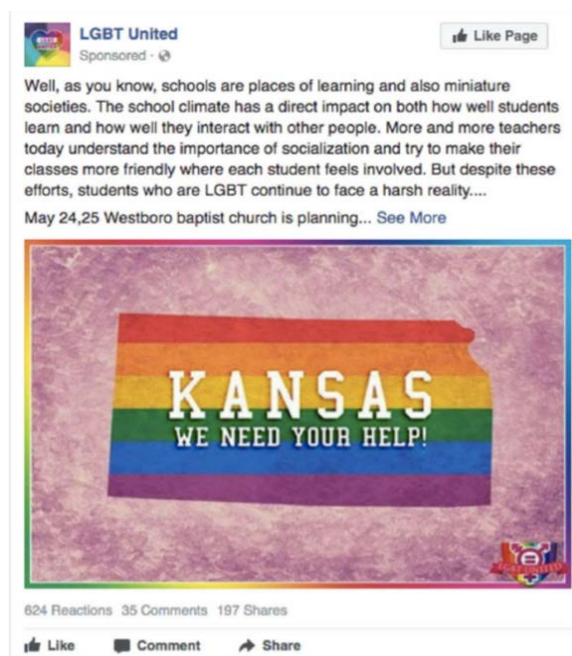 LGBT United
Like Page
Sponsored ·
Well, as you know, schools are places of learning and also miniature
societies. The school climate has a direct impact on both how well students
learn and how well they interact with other people. More and more teachers
today understand the importance of socialization and try to make their
classes more friendly where each student feels involved. But despite these
efforts, students who are LGBT continue to face a harsh reality....
May 24,25 Westboro baptist church is planning... See More
KANSAS
WE NEED YOUR HELP!
LGBT UNITED
624 Reactions 35 Comments 197 Shares
Like Comment Share